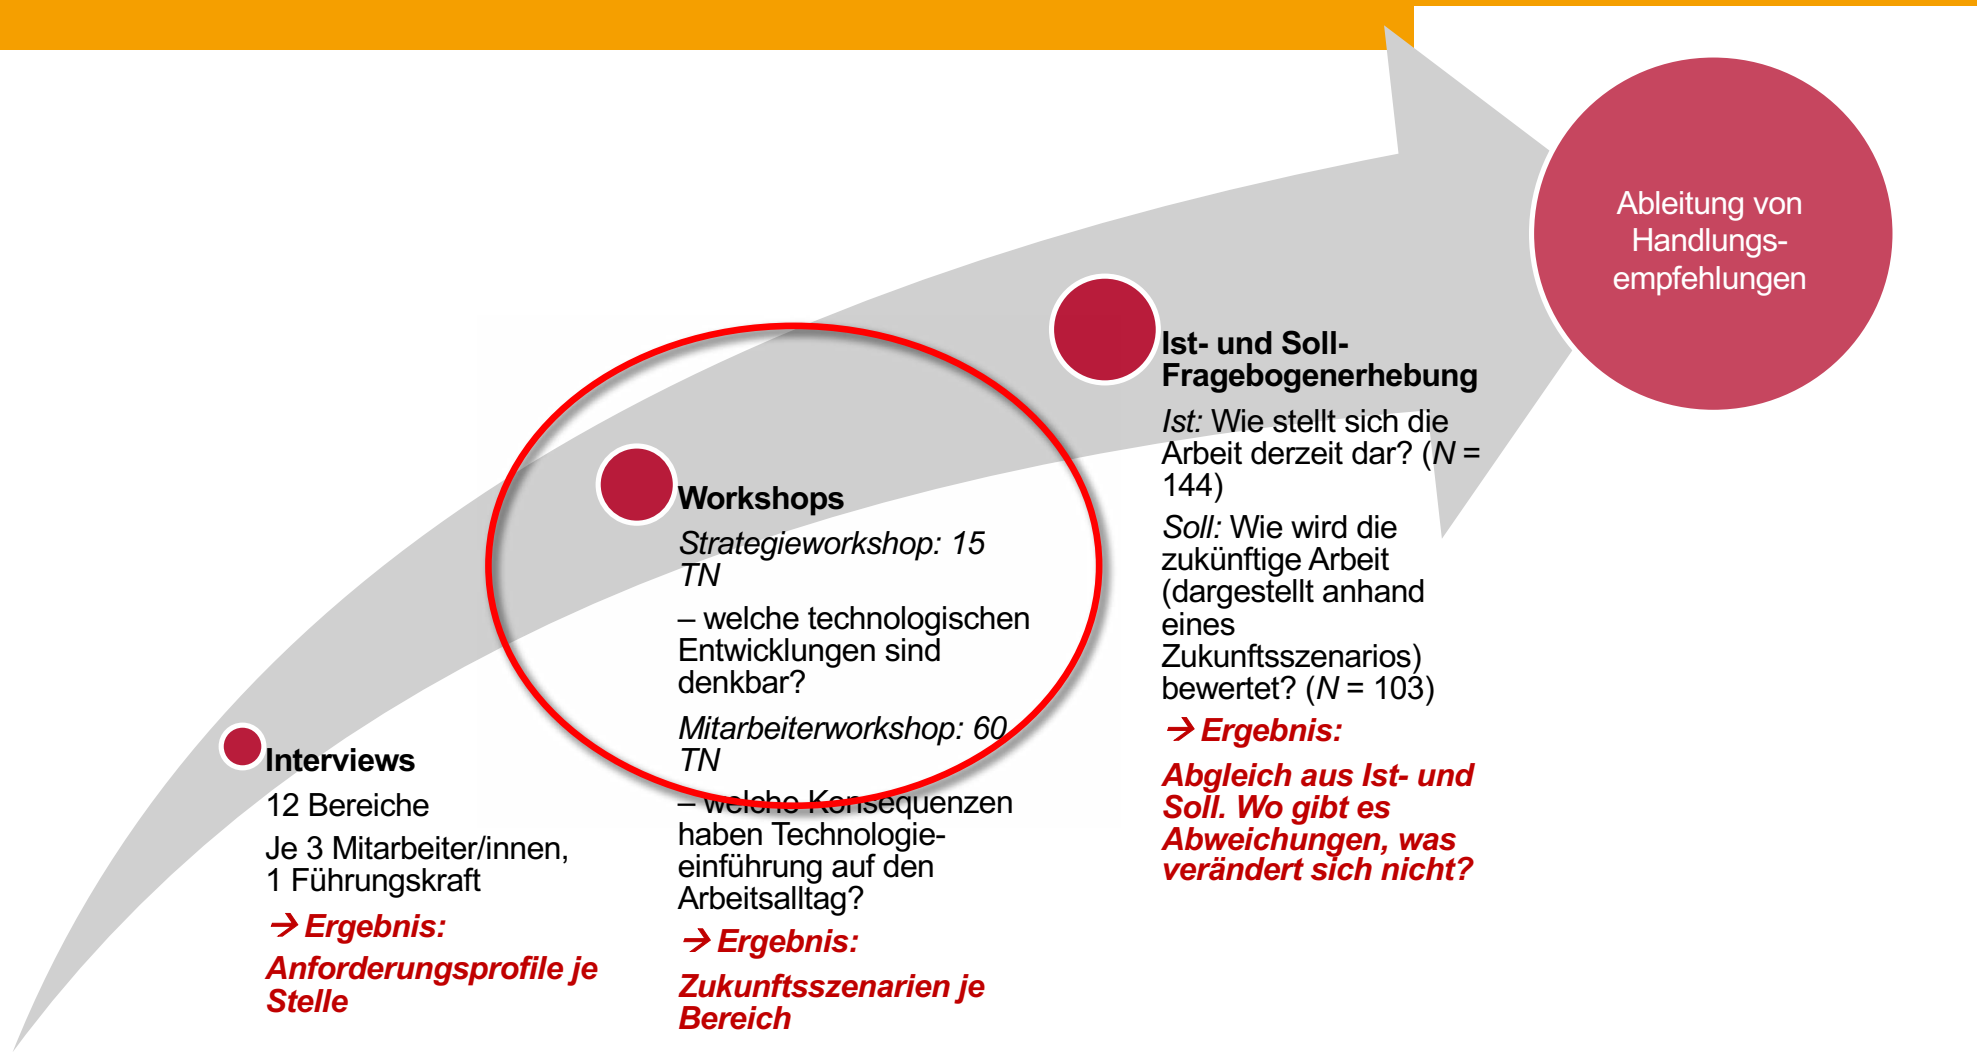 Ableitung von
Handlungs-
empfehlungen
Interviews
12 Bereiche
Je 3 Mitarbeiter/innen,
1 Führungskraft
→ Ergebnis:
Anforderungsprofile je
Stelle
Workshops
Strategieworkshop: 15
TN
– welche technologischen
Entwicklungen sind
denkbar?
Mitarbeiterworkshop: 60
TN
– welche Konsequenzen
haben Technologie-
einführung auf den
Arbeitsalltag?
→ Ergebnis:
Zukunftsszenarien je
Bereich
Ist- und Soll-
Fragebogenerhebung
Ist: Wie stellt sich die
Arbeit derzeit dar? (N =
144)
Soll: Wie wird die
zukünftige Arbeit
(dargestellt anhand
eines
Zukunftsszenarios)
bewertet? (N = 103)
→ Ergebnis:
Abgleich aus Ist- und
Soll. Wo gibt es
Abweichungen, was
verändert sich nicht?